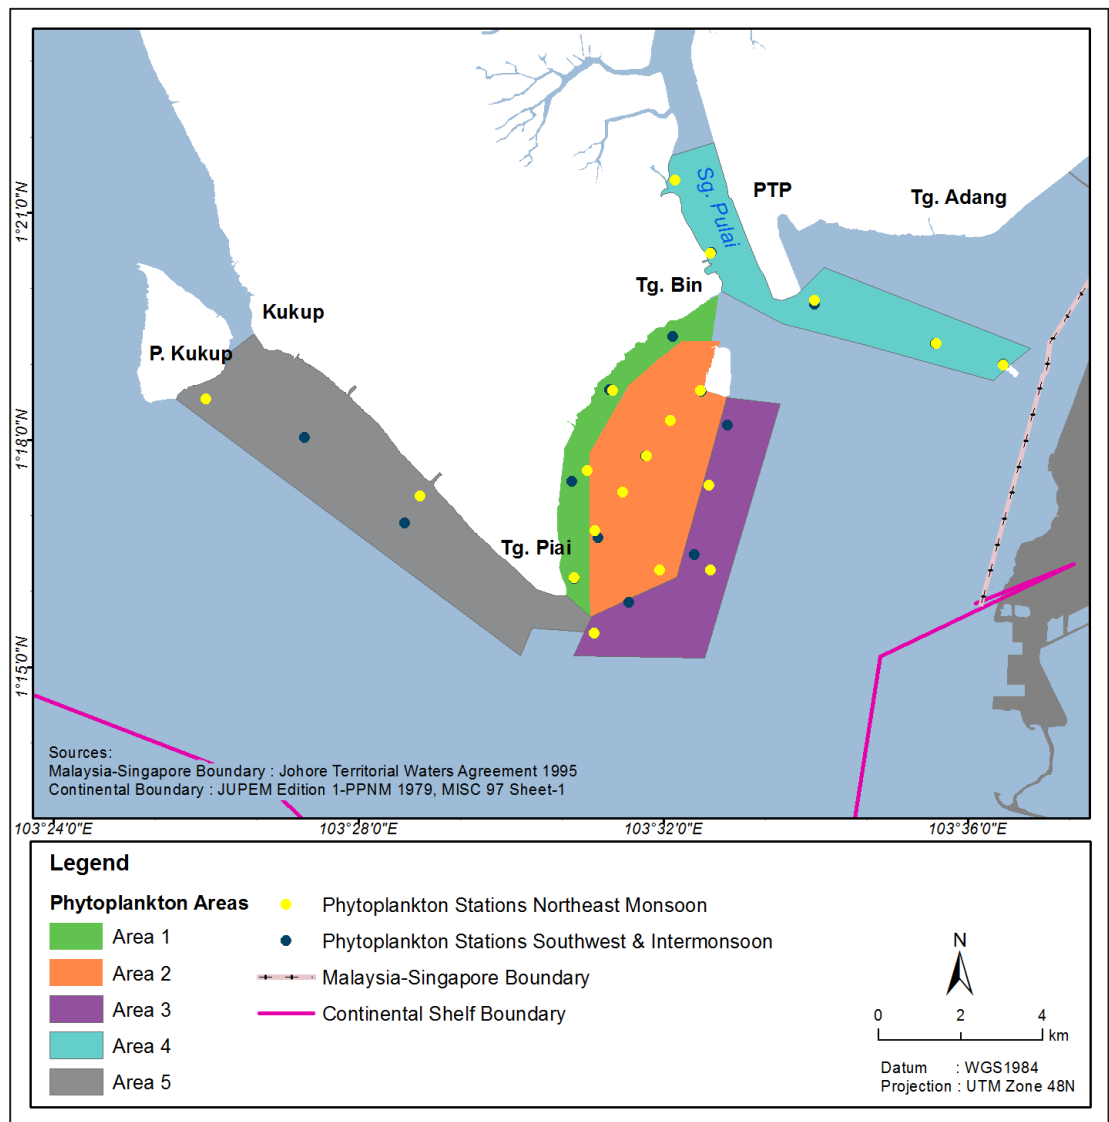 Sg. Pulai
PTP
Tg. Adang
1°21'0"N
Tg. Bin
Kukup
P. Kukup
1°18'0"N
Tg. Piai
1°15'0"N
Sources:
Malaysia-Singapore Boundary : Johore Territorial Waters Agreement 1995
Continental Boundary : JUPEM Edition 1-PPNM 1979, MISC 97 Sheet-1
103°24'0"E
103°28'0"E
103°32'0"E
103°36'0"E
Legend
Phytoplankton Areas
Area 1
Area 2
Area 3
Area 4
Area 5
Phytoplankton Stations Northeast Monsoon
Phytoplankton Stations Southwest & Intermonsoon
Malaysia-Singapore Boundary
Continental Shelf Boundary
N
0 2 4
km
Datum : WGS1984
Projection : UTM Zone 48N